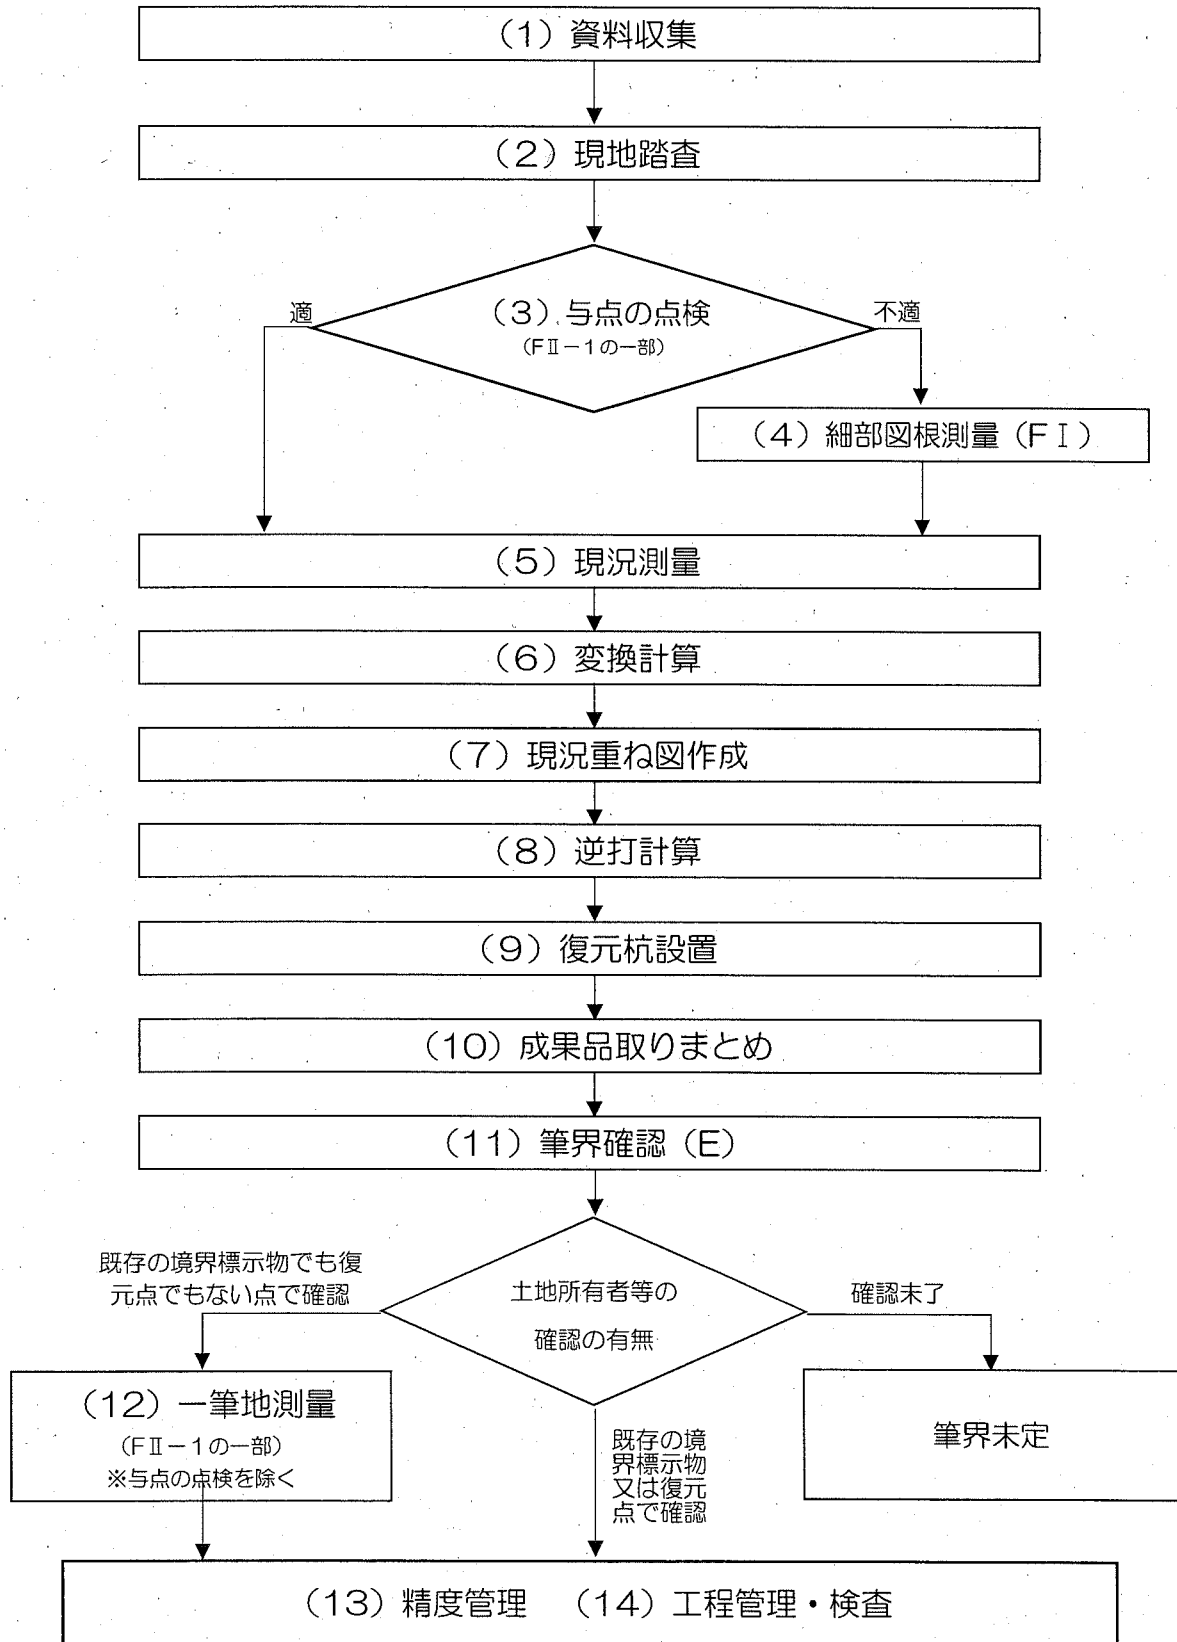 （1）資料収集
（2）現地踏査
適
（3）与点の点検
不適
（FⅡ－1の一部）
（4）細部図根測量（FⅠ）
（5）現況測量
（6）変換計算
（7）現況重ね図作成
（8）逆打計算
（9）復元杭設置
（10）成果品取りまとめ
（11）筆界確認（E）
既存の境界標示物でも復
元点でもない点で確認
土地所有者等の
確認の有無
確認未了
（12）一筆地測量
（FⅡ－1の一部）
※与点の点検を除く
既存の境
界標示物
又は復元
点で確認
筆界未定
（13）精度管理　（14）工程管理・検査